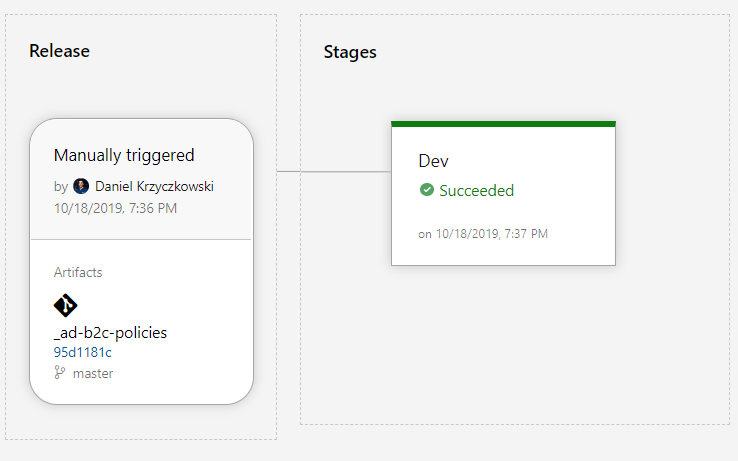 Release
Manually triggered
by Daniel Krzyczkowski
10/18/2019, 7:36 PM
Artifacts
_ad-b2c-policies
95d1181c
master
Stages
Dev
Succeeded
on 10/18/2019, 7:37 PM